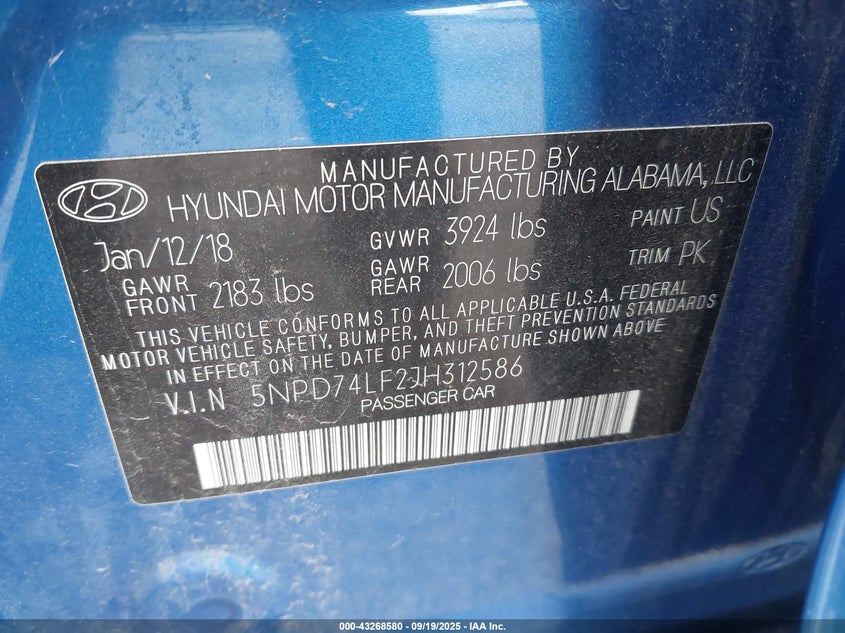 MANUFACTURED BY
HYUNDAI MOTOR MANUFACTURING ALABAMA, LLC
Jan/12/18 GVWR 3924 lbs PAINT US
GAWR FRONT 2183 lbs GAWR REAR 2006 lbs TRIM PK
THIS VEHICLE CONFORMS TO ALL APPLICABLE U.S.A. FEDERAL
MOTOR VEHICLE SAFETY, BUMPER, AND THEFT PREVENTION STANDARDS
IN EFFECT ON THE DATE OF MANUFACTURE SHOWN ABOVE
V.I.N 5NPD74LF2JH312586
PASSENGER CAR
000-43268580 - 09/19/2025 - IAA Inc.